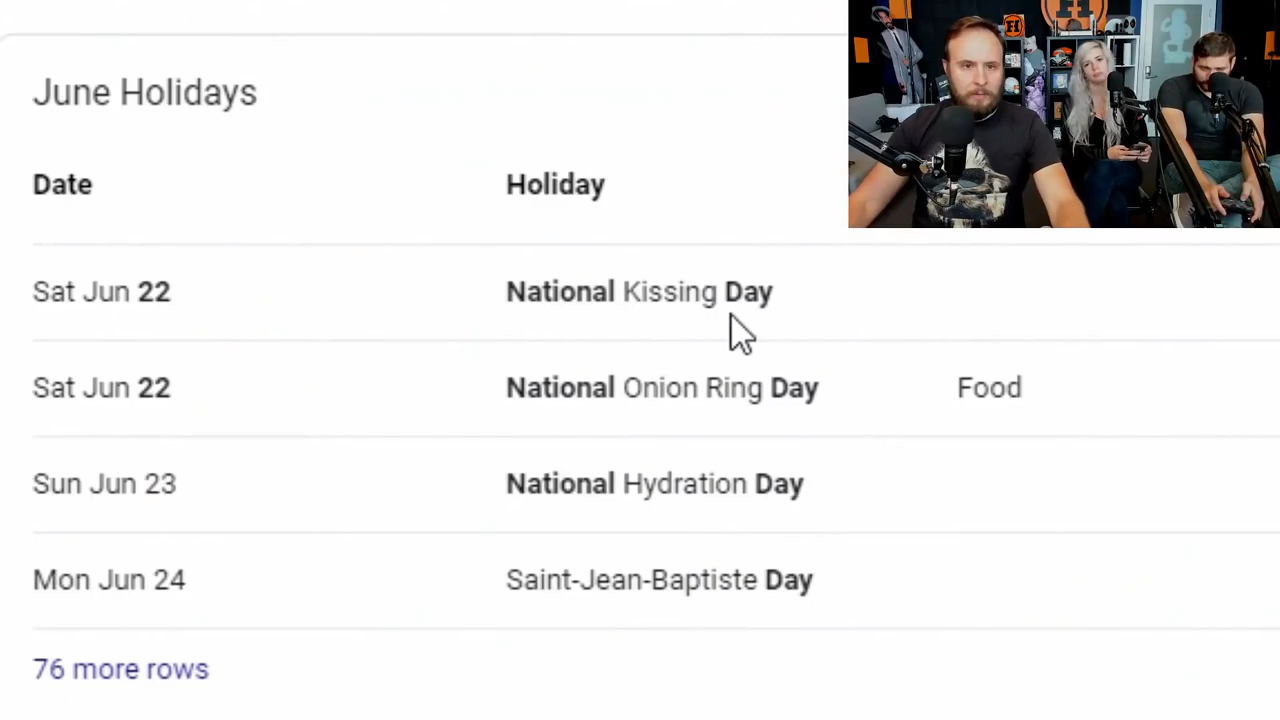 June Holidays
Date Holiday
Sat Jun 22 National Kissing Day
Sat Jun 22 National Onion Ring Day Food
Sun Jun 23 National Hydration Day
Mon Jun 24 Saint-Jean-Baptiste Day
76 more rows